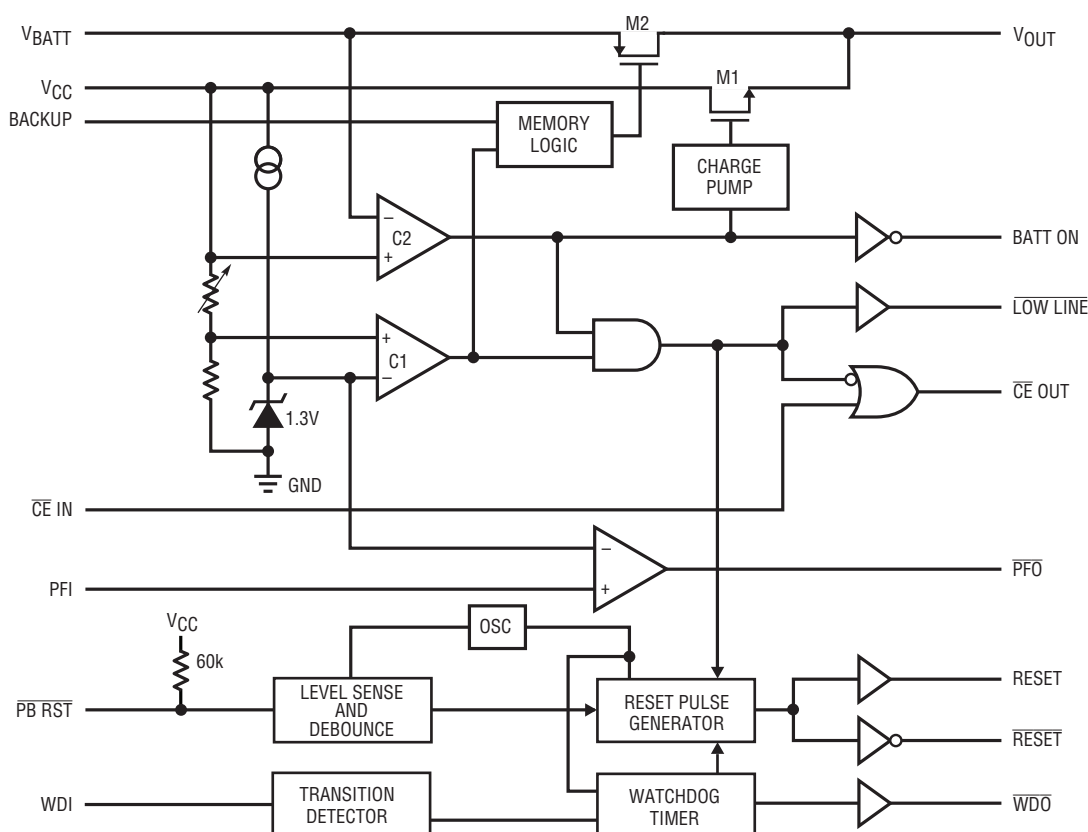 M2
VBATT
VOUT
VCC
M1
BACKUP
MEMORY
LOGIC
CHARGE
PUMP
–
C2
+
BATT ON
LOW LINE
+
C1
–
CE OUT
1.3V
GND
CE IN
–
PFO
PFI
+
VCC
OSC
60k
RESET
LEVEL SENSE
AND
DEBOUNCE
RESET PULSE
GENERATOR
PB RST
RESET
TRANSITION
DETECTOR
WATCHDOG
TIMER
WDI
WDO